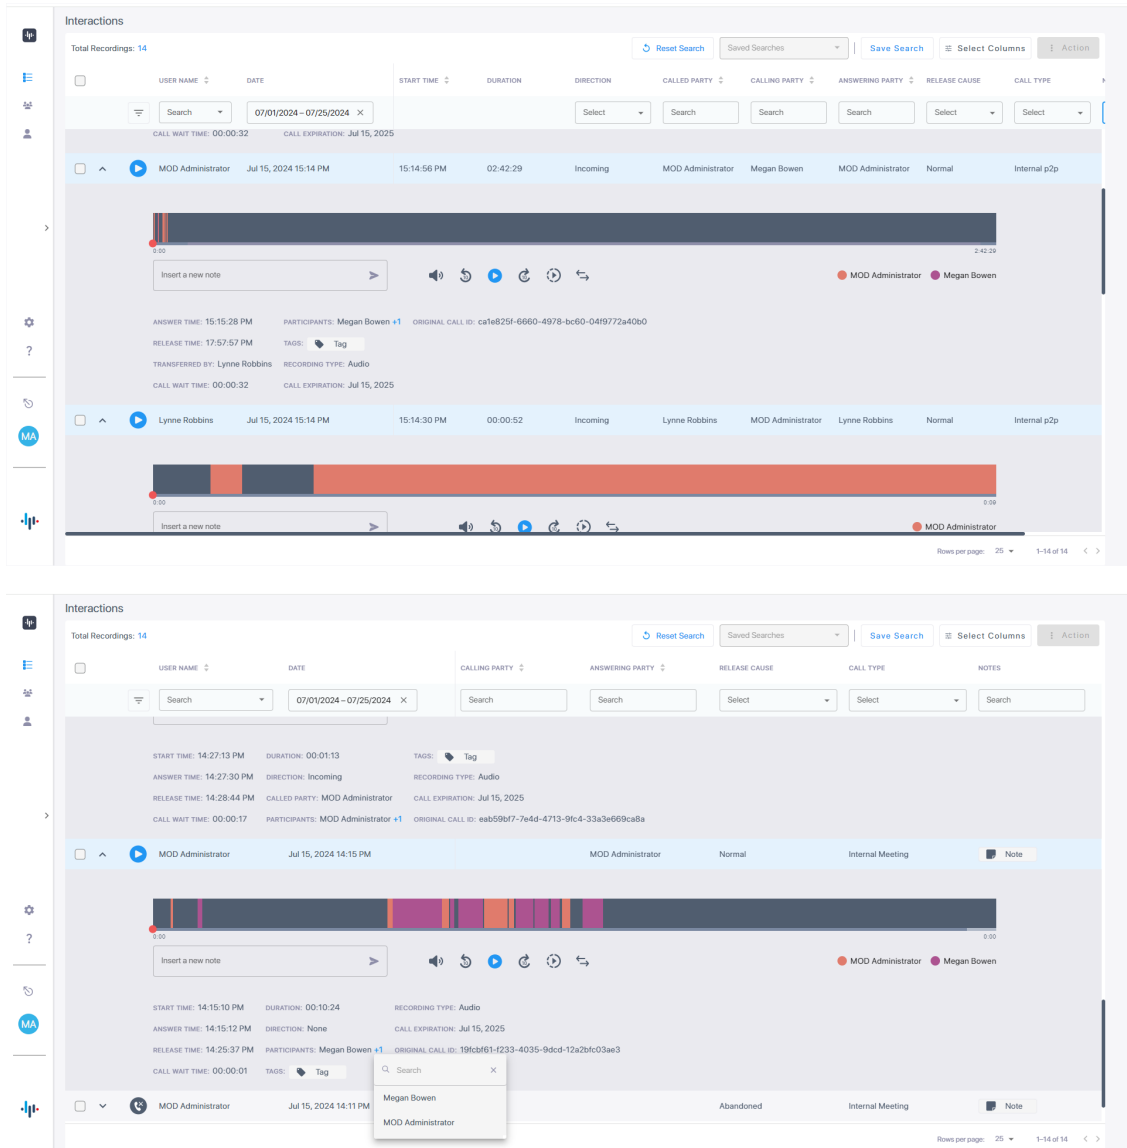 Interactions
Total Recordings: 14
Reset Search
Saved Searches
Save Search
Select Columns
Action
USER NAME DATE START TIME DURATION DIRECTION CALLED PARTY CALLING PARTY ANSWERING PARTY RELEASE CAUSE CALL TYPE
Search 07/01/2024 – 07/25/2024 Select Search Search Search Select Select
CALL WAIT TIME: 00:00:32 CALL EXPIRATION: Jul 15, 2025
MOD Administrator Jul 15, 2024 15:14 PM 15:14:56 PM 02:42:29 Incoming MOD Administrator Megan Bowen MOD Administrator Normal Internal p2p
0:00 2:42:29
Insert a new note
MOD Administrator Megan Bowen
ANSWER TIME: 15:15:28 PM PARTICIPANTS: Megan Bowen +1 ORIGINAL CALL ID: ca1e825f-6660-4978-bc60-04f9772a40b0
RELEASE TIME: 17:57:57 PM TAGS: Tag
TRANSFERRED BY: Lynne Robbins RECORDING TYPE: Audio
CALL WAIT TIME: 00:00:32 CALL EXPIRATION: Jul 15, 2025
Lynne Robbins Jul 15, 2024 15:14 PM 15:14:30 PM 00:00:52 Incoming Lynne Robbins MOD Administrator Lynne Robbins Normal Internal p2p
MA
0:00 0:09
Insert a new note MOD Administrator
Rows per page: 25 1–14 of 14
Interactions
Total Recordings: 14
Reset Search
Saved Searches
Save Search
Select Columns
Action
USER NAME DATE CALLING PARTY ANSWERING PARTY RELEASE CAUSE CALL TYPE NOTES
Search 07/01/2024 – 07/25/2024 Search Search Select Select Search
START TIME: 14:27:13 PM DURATION: 00:01:13 TAGS: Tag
ANSWER TIME: 14:27:30 PM DIRECTION: Incoming RECORDING TYPE: Audio
RELEASE TIME: 14:28:44 PM CALLED PARTY: MOD Administrator CALL EXPIRATION: Jul 15, 2025
CALL WAIT TIME: 00:00:17 PARTICIPANTS: MOD Administrator +1 ORIGINAL CALL ID: eab59bf7-7e4d-4713-9fc4-33a3e669ca8a
MOD Administrator Jul 15, 2024 14:15 PM MOD Administrator Normal Internal Meeting Note
0:00 0:00
Insert a new note
MOD Administrator Megan Bowen
START TIME: 14:15:10 PM DURATION: 00:10:24 RECORDING TYPE: Audio
ANSWER TIME: 14:15:12 PM DIRECTION: None CALL EXPIRATION: Jul 15, 2025
MA
RELEASE TIME: 14:25:37 PM PARTICIPANTS: Megan Bowen +1 ORIGINAL CALL ID: 19fcbf61-f233-4035-9dcd-12a2bfc03ae3
CALL WAIT TIME: 00:00:01 TAGS: Tag
Search
Megan Bowen
MOD Administrator
MOD Administrator Jul 15, 2024 14:11 PM Abandoned Internal Meeting Note
Rows per page: 25 1–14 of 14